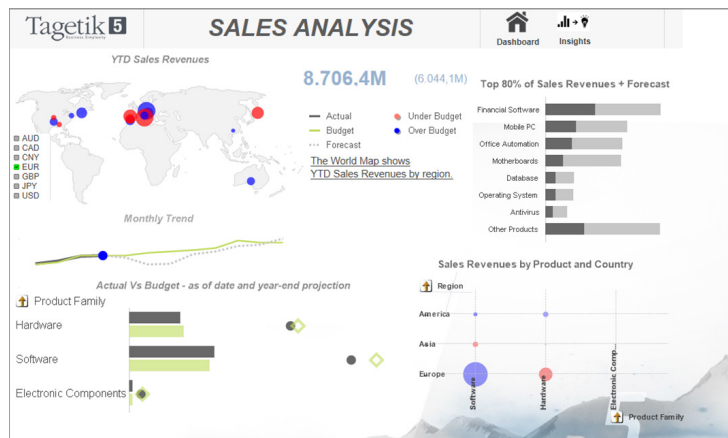 Tagetik 5
Business Simplicity
SALES ANALYSIS
Dashboard
Insights
YTD Sales Revenues
8.706,4M
(6.044,1M)
Actual
Budget
Forecast
Under Budget
Over Budget
The World Map shows
YTD Sales Revenues by region.
AUD
CAD
CNY
EUR
GBP
JPY
USD
Top 80% of Sales Revenues + Forecast
Financial Software
Mobile PC
Office Automation
Motherboards
Database
Operating System
Antivirus
Other Products
Monthly Trend
Actual Vs Budget - as of date and year-end projection
Product Family
Hardware
Software
Electronic Components
Sales Revenues by Product and Country
Region
America
Asia
Europe
Software
Hardware
Electronic Comp...
Product Family